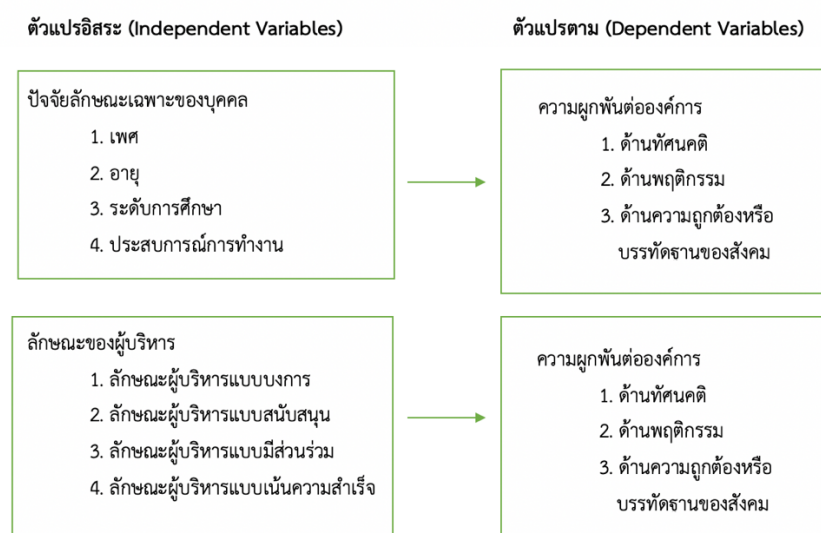 ตัวแปรอิสระ (Independent Variables)
ตัวแปรตาม (Dependent Variables)
ปัจจัยลักษณะเฉพาะของบุคคล
1. เพศ
2. อายุ
3. ระดับการศึกษา
4. ประสบการณ์การทำงาน
ความผูกพันต่อองค์การ
1. ด้านทัศนคติ
2. ด้านพฤติกรรม
3. ด้านความถูกต้องหรือ
บรรทัดฐานของสังคม
ลักษณะของผู้บริหาร
1. ลักษณะผู้บริหารแบบบงการ
2. ลักษณะผู้บริหารแบบสนับสนุน
3. ลักษณะผู้บริหารแบบมีส่วนร่วม
4. ลักษณะผู้บริหารแบบเน้นความสำเร็จ
ความผูกพันต่อองค์การ
1. ด้านทัศนคติ
2. ด้านพฤติกรรม
3. ด้านความถูกต้องหรือ
บรรทัดฐานของสังคม